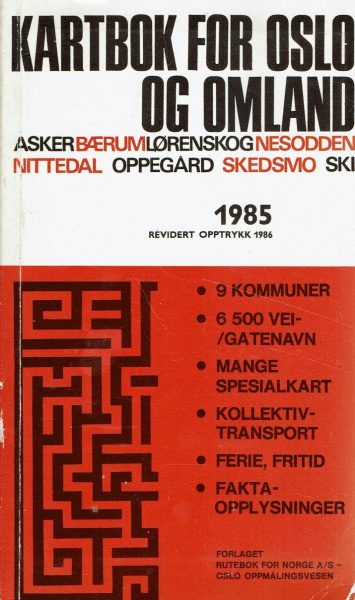 KARTBOK FOR OSLO
OG OMLAND
ASKER BÆRUM LØRENSKOG NESODDEN
NITTEDAL OPPEGÅRD SKEDSMO SKI
1985
REVIDERT OPPTRYKK 1986
• 9 KOMMUNER
• 6 500 VEI-
/GATENAVN
• MANGE
SPESIALKART
• KOLLEKTIV-
TRANSPORT
• FERIE, FRITID
• FAKTA-
OPPLYSNINGER
FORLAGET
RUTEBOK FOR NORGE A/S –
OSLO OPPMÅLINGSVESEN